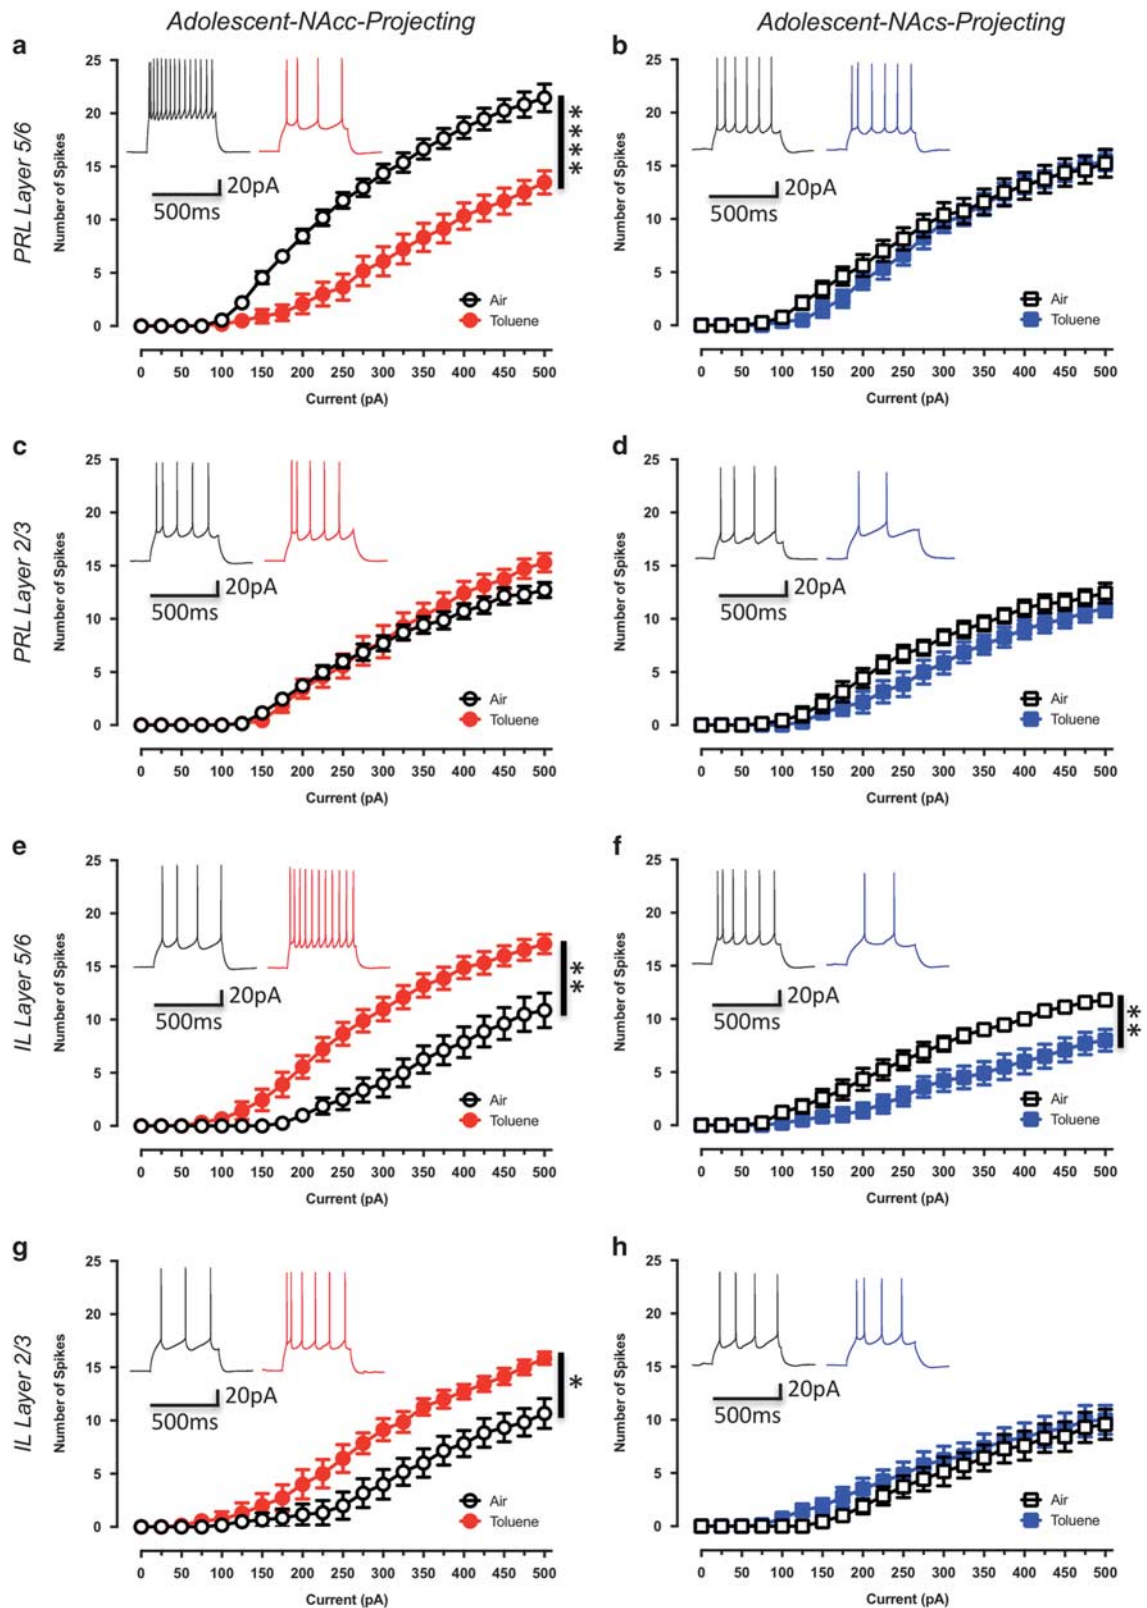 Adolescent-NAcc-Projecting
Adolescent-NAcs-Projecting
a
PRL Layer 5/6
Number of Spikes
25
20
15
10
5
0
20pA
500ms
****
Air
Toluene
0 50 100 150 200 250 300 350 400 450 500
Current (pA)
b
Number of Spikes
25
20
15
10
5
0
20pA
500ms
Air
Toluene
0 50 100 150 200 250 300 350 400 450 500
Current (pA)
c
PRL Layer 2/3
Number of Spikes
25
20
15
10
5
0
20pA
500ms
Air
Toluene
0 50 100 150 200 250 300 350 400 450 500
Current (pA)
d
Number of Spikes
25
20
15
10
5
0
20pA
500ms
Air
Toluene
0 50 100 150 200 250 300 350 400 450 500
Current (pA)
e
IL Layer 5/6
Number of Spikes
25
20
15
10
5
0
20pA
500ms
**
Air
Toluene
0 50 100 150 200 250 300 350 400 450 500
Current (pA)
f
Number of Spikes
25
20
15
10
5
0
20pA
500ms
**
Air
Toluene
0 50 100 150 200 250 300 350 400 450 500
Current (pA)
g
IL Layer 2/3
Number of Spikes
25
20
15
10
5
0
20pA
500ms
*
Air
Toluene
0 50 100 150 200 250 300 350 400 450 500
Current (pA)
h
Number of Spikes
25
20
15
10
5
0
20pA
500ms
Air
Toluene
0 50 100 150 200 250 300 350 400 450 500
Current (pA)